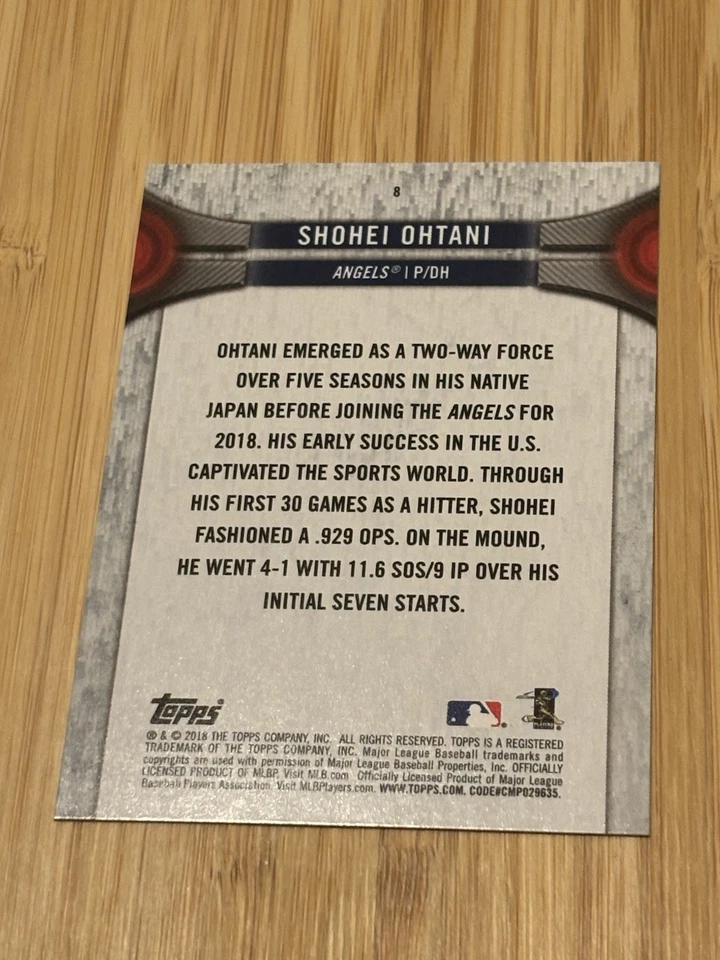 8
SHOHEI OHTANI
ANGELS® | P/DH
OHTANI EMERGED AS A TWO-WAY FORCE
OVER FIVE SEASONS IN HIS NATIVE
JAPAN BEFORE JOINING THE ANGELS FOR
2018. HIS EARLY SUCCESS IN THE U.S.
CAPTIVATED THE SPORTS WORLD. THROUGH
HIS FIRST 30 GAMES AS A HITTER, SHOHEI
FASHIONED A .929 OPS. ON THE MOUND,
HE WENT 4-1 WITH 11.6 SOS/9 IP OVER HIS
INITIAL SEVEN STARTS.
topps
® & © 2018 THE TOPPS COMPANY, INC. ALL RIGHTS RESERVED. TOPPS IS A REGISTERED
TRADEMARK OF THE TOPPS COMPANY, INC. Major League Baseball trademarks and
copyrights are used with permission of Major League Baseball Properties, Inc. OFFICIALLY
LICENSED PRODUCT OF MLBP. Visit MLB.com Officially Licensed Product of Major League
Baseball Players Association. Visit MLBPlayers.com. WWW.TOPPS.COM. CODE#CMP029635.